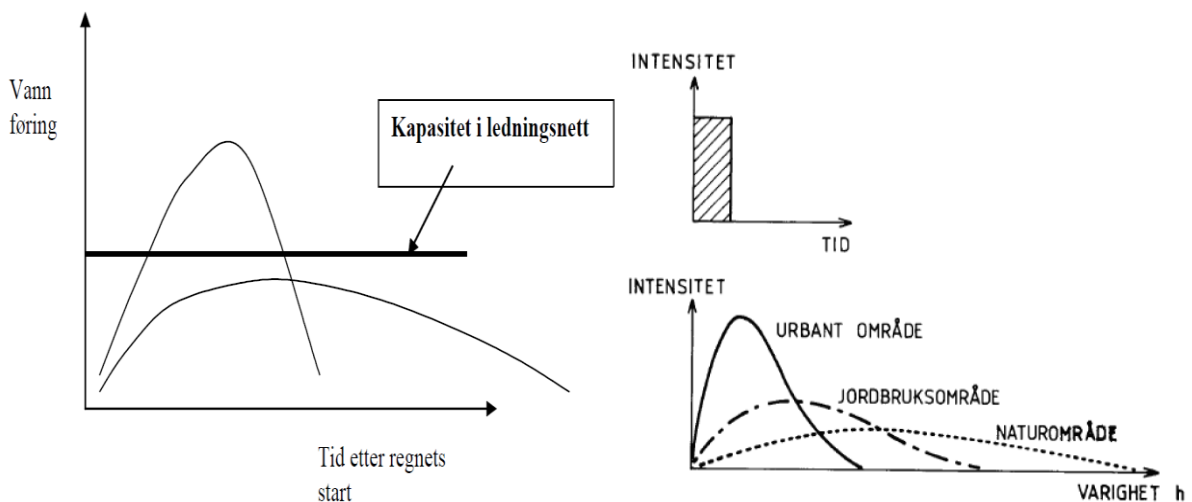 Vann
føring
Kapasitet i ledningsnett
Tid etter regnets
start
INTENSITET
TID
INTENSITET
URBANT OMRÅDE
JORDBRUKSOMRÅDE
NATUROMRÅDE
VARIGHET h